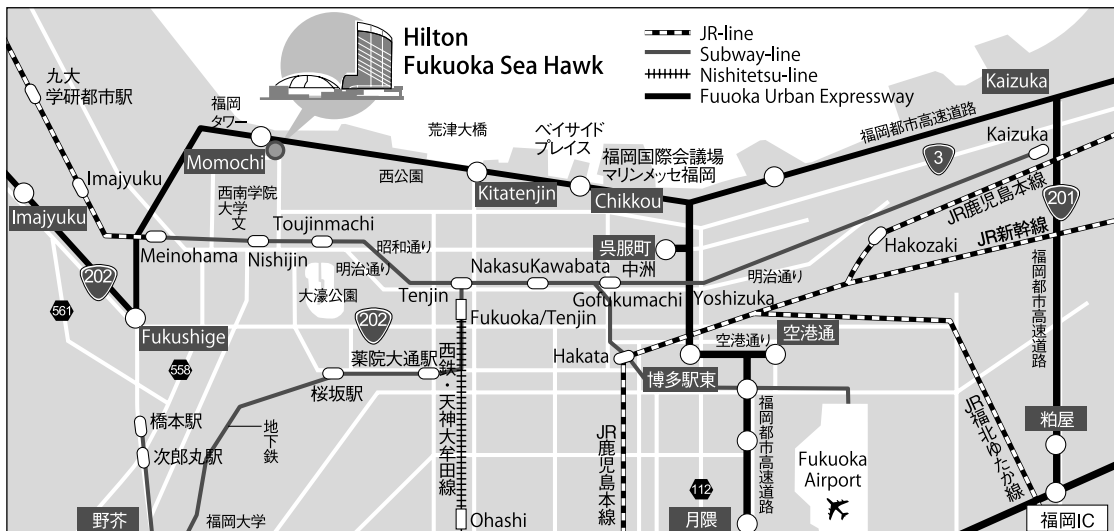 Hilton
Fukuoka Sea Hawk
JR-line
Subway-line
Nishitetsu-line
Fuuoka Urban Expressway
Kaizuka
九大
学研都市駅
福岡
タワー
荒津大橋
ベイサイド
プレイス
福岡国際会議場
マリンメッセ福岡
福岡都市高速道路
Kaizuka
3
Momochi
西公園
Kitatenjin
Chikkou
JR鹿児島本線
201
Imajyuku
Imajyuku
西南学院
大学
文
Toujinmachi
昭和通り
呉服町
中洲
Hakozaki
JR新幹線
Meinohama
Nishijin
明治通り
NakasuKawabata
明治通り
202
大濠公園
Tenjin
Gofukumachi
Yoshizuka
福岡都市高速道路
561
202
Fukuoka/Tenjin
Fukushige
空港通り
空港通
558
薬院大通駅
西鉄・天神大牟田線
Hakata
博多駅東
桜坂駅
橋本駅
地下鉄
次郎丸駅
JR鹿児島本線
福岡都市高速道路
JR福北ゆたか線
粕屋
Fukuoka
Airport
112
野芥
福岡大学
Ohashi
月隈
福岡IC